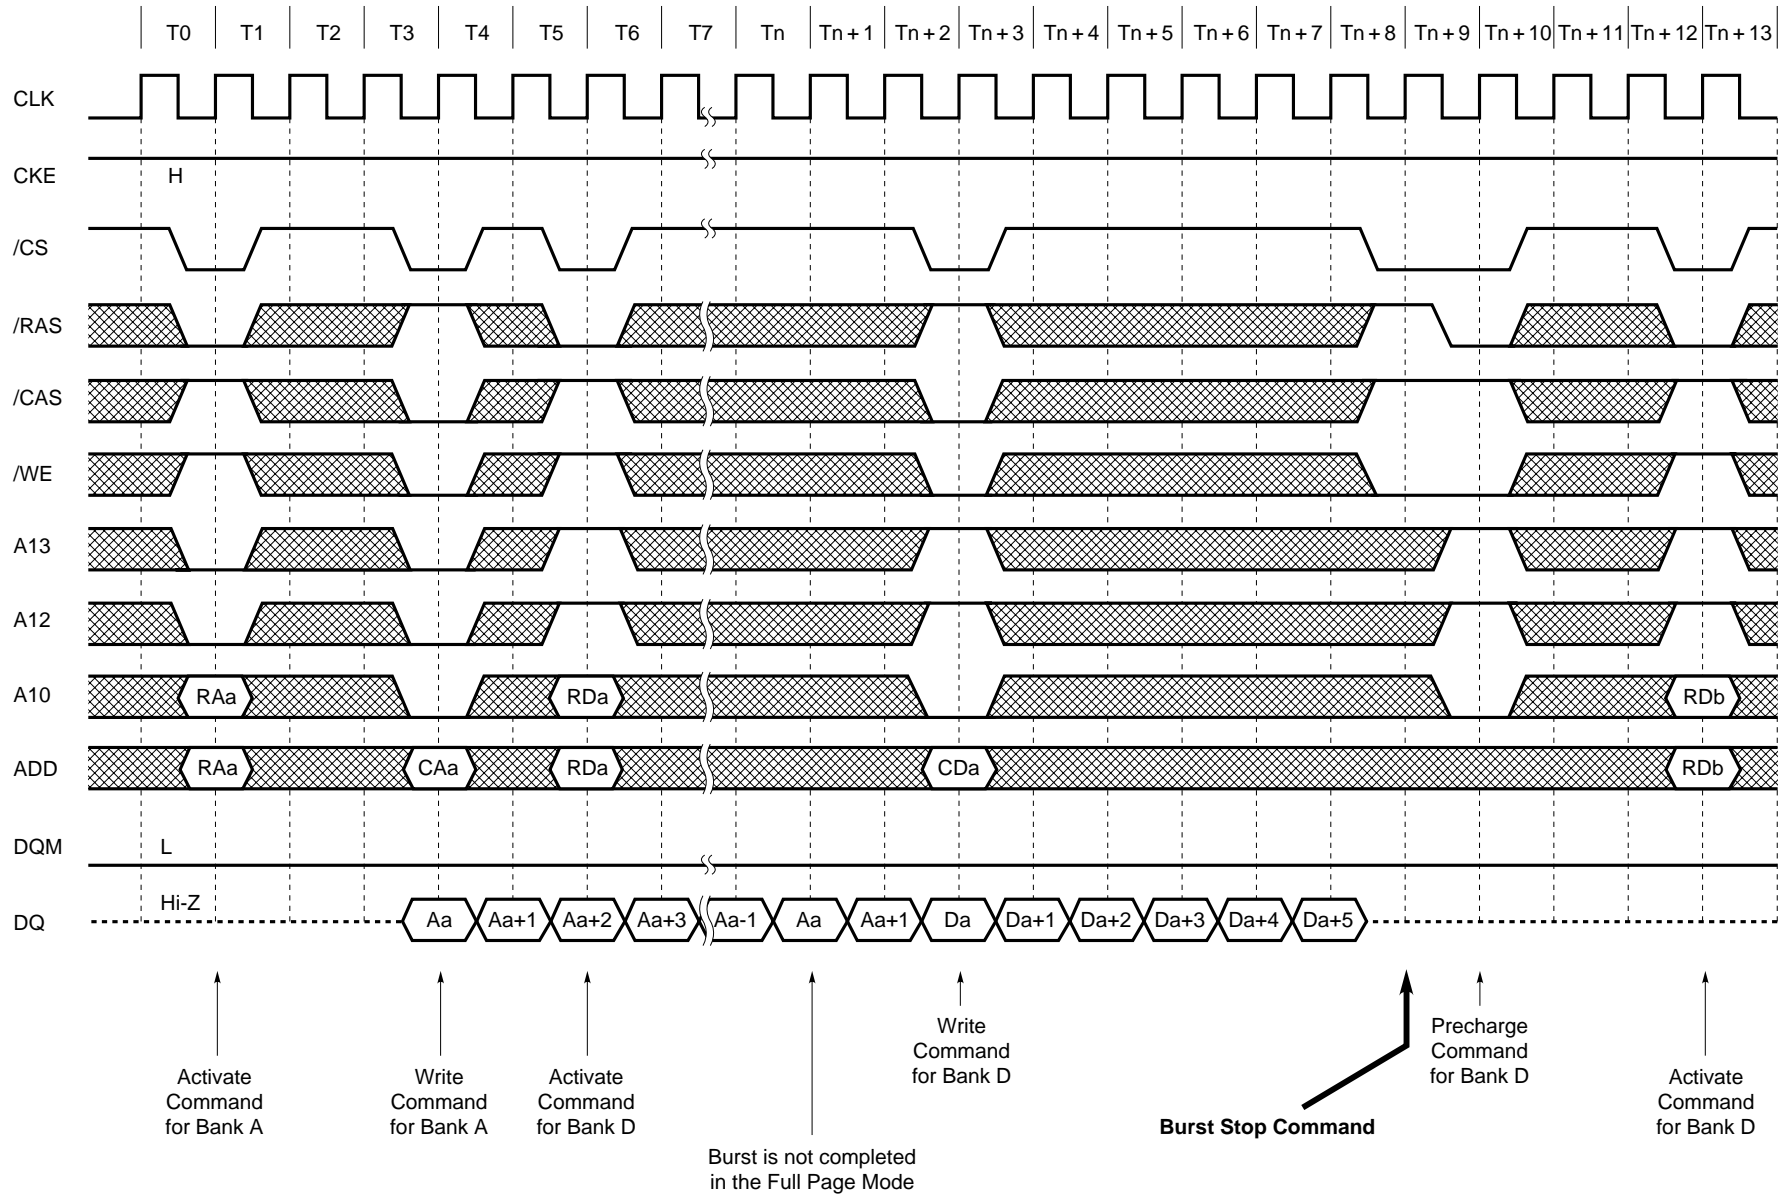 T0 T1 T2 T3 T4 T5 T6 T7 Tn Tn + 1 Tn + 2 Tn + 3 Tn + 4 Tn + 5 Tn + 6 Tn + 7 Tn + 8 Tn + 9 Tn + 10 Tn + 11 Tn + 12 Tn + 13
CLK
CKE H
/CS
/RAS
/CAS
/WE
A13
A12
A10 RAa RDa RDb
ADD RAa CAa RDa CDa RDb
DQM L
Hi-Z
DQ Aa Aa+1 Aa+2 Aa+3 Aa-1 Aa Aa+1 Da Da+1 Da+2 Da+3 Da+4 Da+5
Activate
Command
for Bank A
Write
Command
for Bank A
Activate
Command
for Bank D
Burst is not completed
in the Full Page Mode
Write
Command
for Bank D
Burst Stop Command
Precharge
Command
for Bank D
Activate
Command
for Bank D